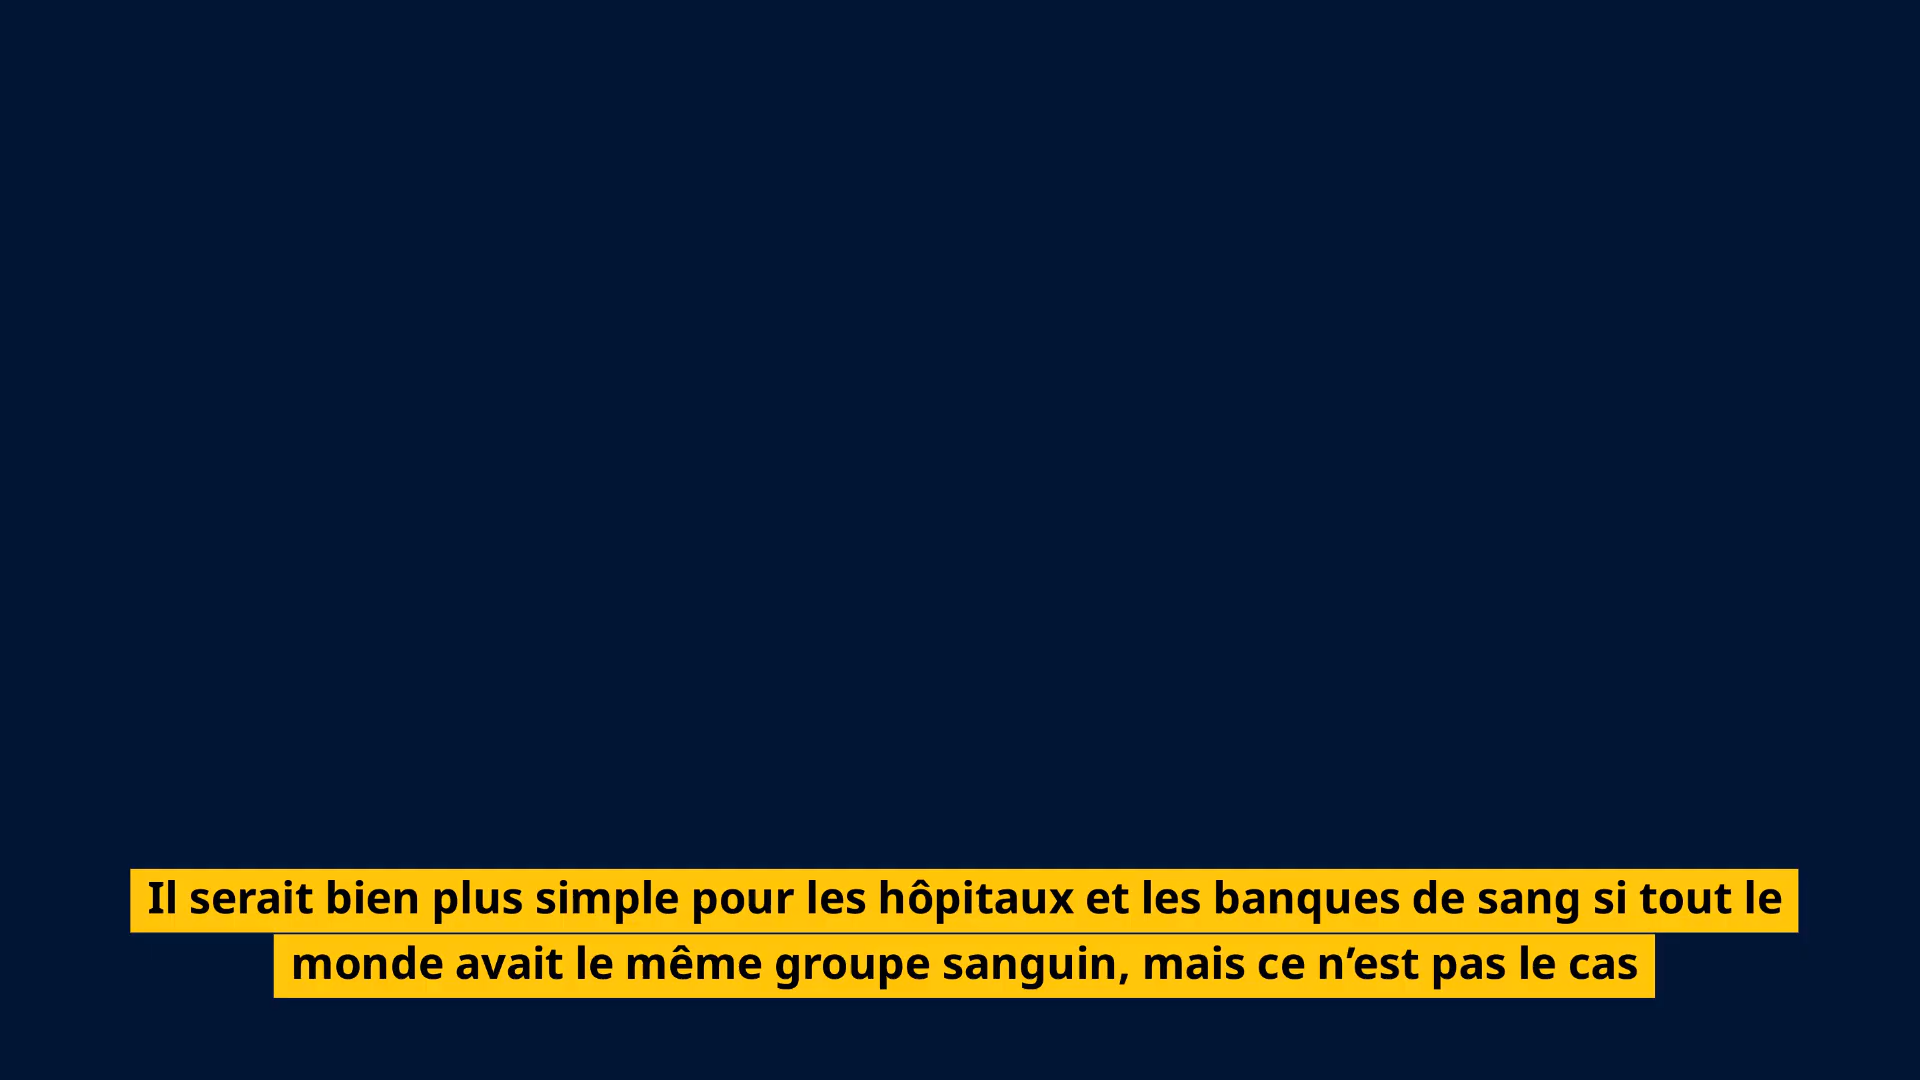 Il serait bien plus simple pour les hôpitaux et les banques de sang si tout le
monde avait le même groupe sanguin, mais ce n’est pas le cas